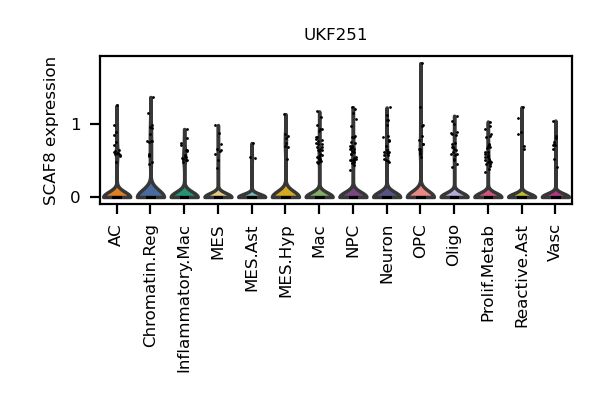 UKF251
SCAF8 expression
1
0
AC
Chromatin.Reg
Inflammatory.Mac
MES
MES.Ast
MES.Hyp
Mac
NPC
Neuron
OPC
Oligo
Prolif.Metab
Reactive.Ast
Vasc